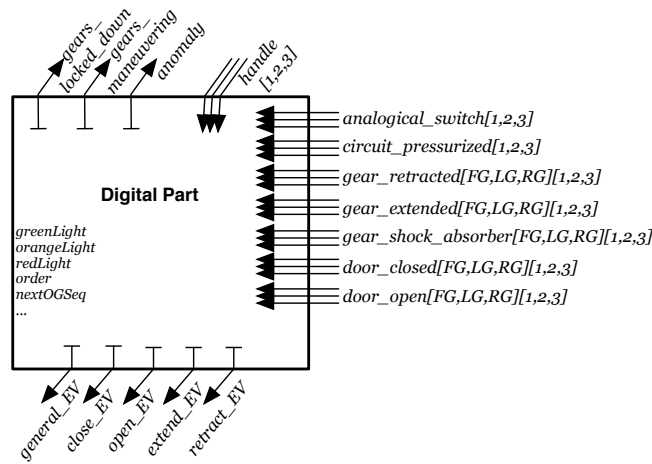 gears_
locked_down
gears_
maneuvering
anomaly
handle
[1,2,3]
analogical_switch[1,2,3]
circuit_pressurized[1,2,3]
gear_retracted[FG,LG,RG][1,2,3]
gear_extended[FG,LG,RG][1,2,3]
gear_shock_absorber[FG,LG,RG][1,2,3]
door_closed[FG,LG,RG][1,2,3]
door_open[FG,LG,RG][1,2,3]
Digital Part
greenLight
orangeLight
redLight
order
nextOGSeq
...
general_EV
close_EV
open_EV
extend_EV
retract_EV